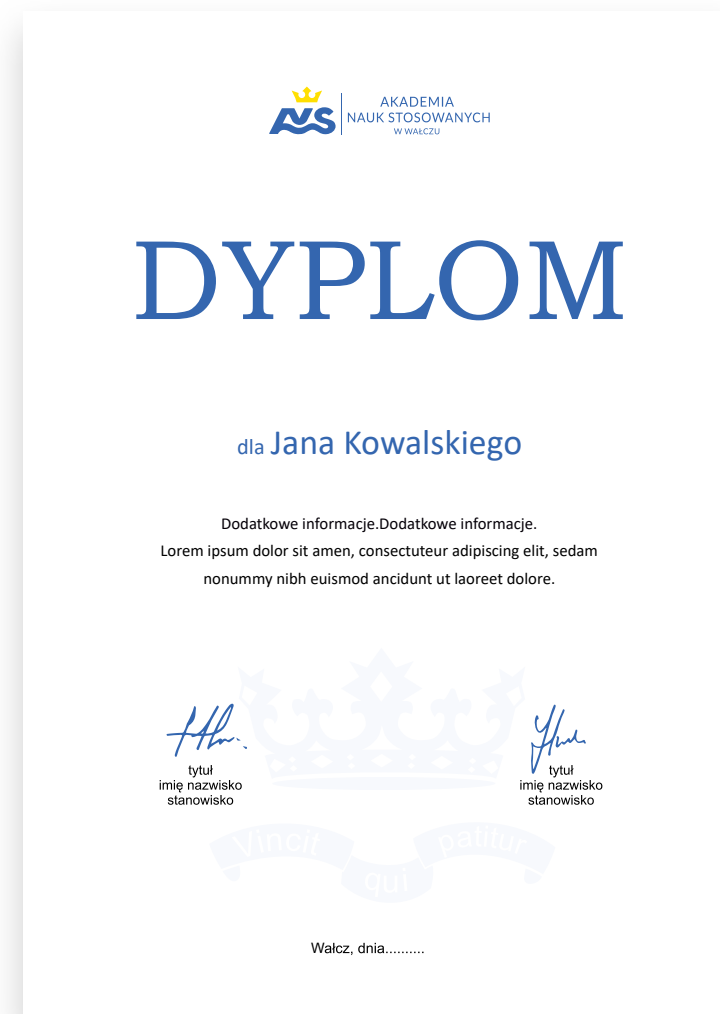 ANS
AKADEMIA
NAUK STOSOWANYCH
W WAŁCZU
DYPLOM
dla Jana Kowalskiego
Dodatkowe informacje.Dodatkowe informacje.
Lorem ipsum dolor sit amen, consectuteur adipiscing elit, sedam
nonummy nibh euismod ancidunt ut laoreet dolore.
tytuł
imię nazwisko
stanowisko
tytuł
imię nazwisko
stanowisko
Vincit
qui
patitur
Wałcz, dnia..........